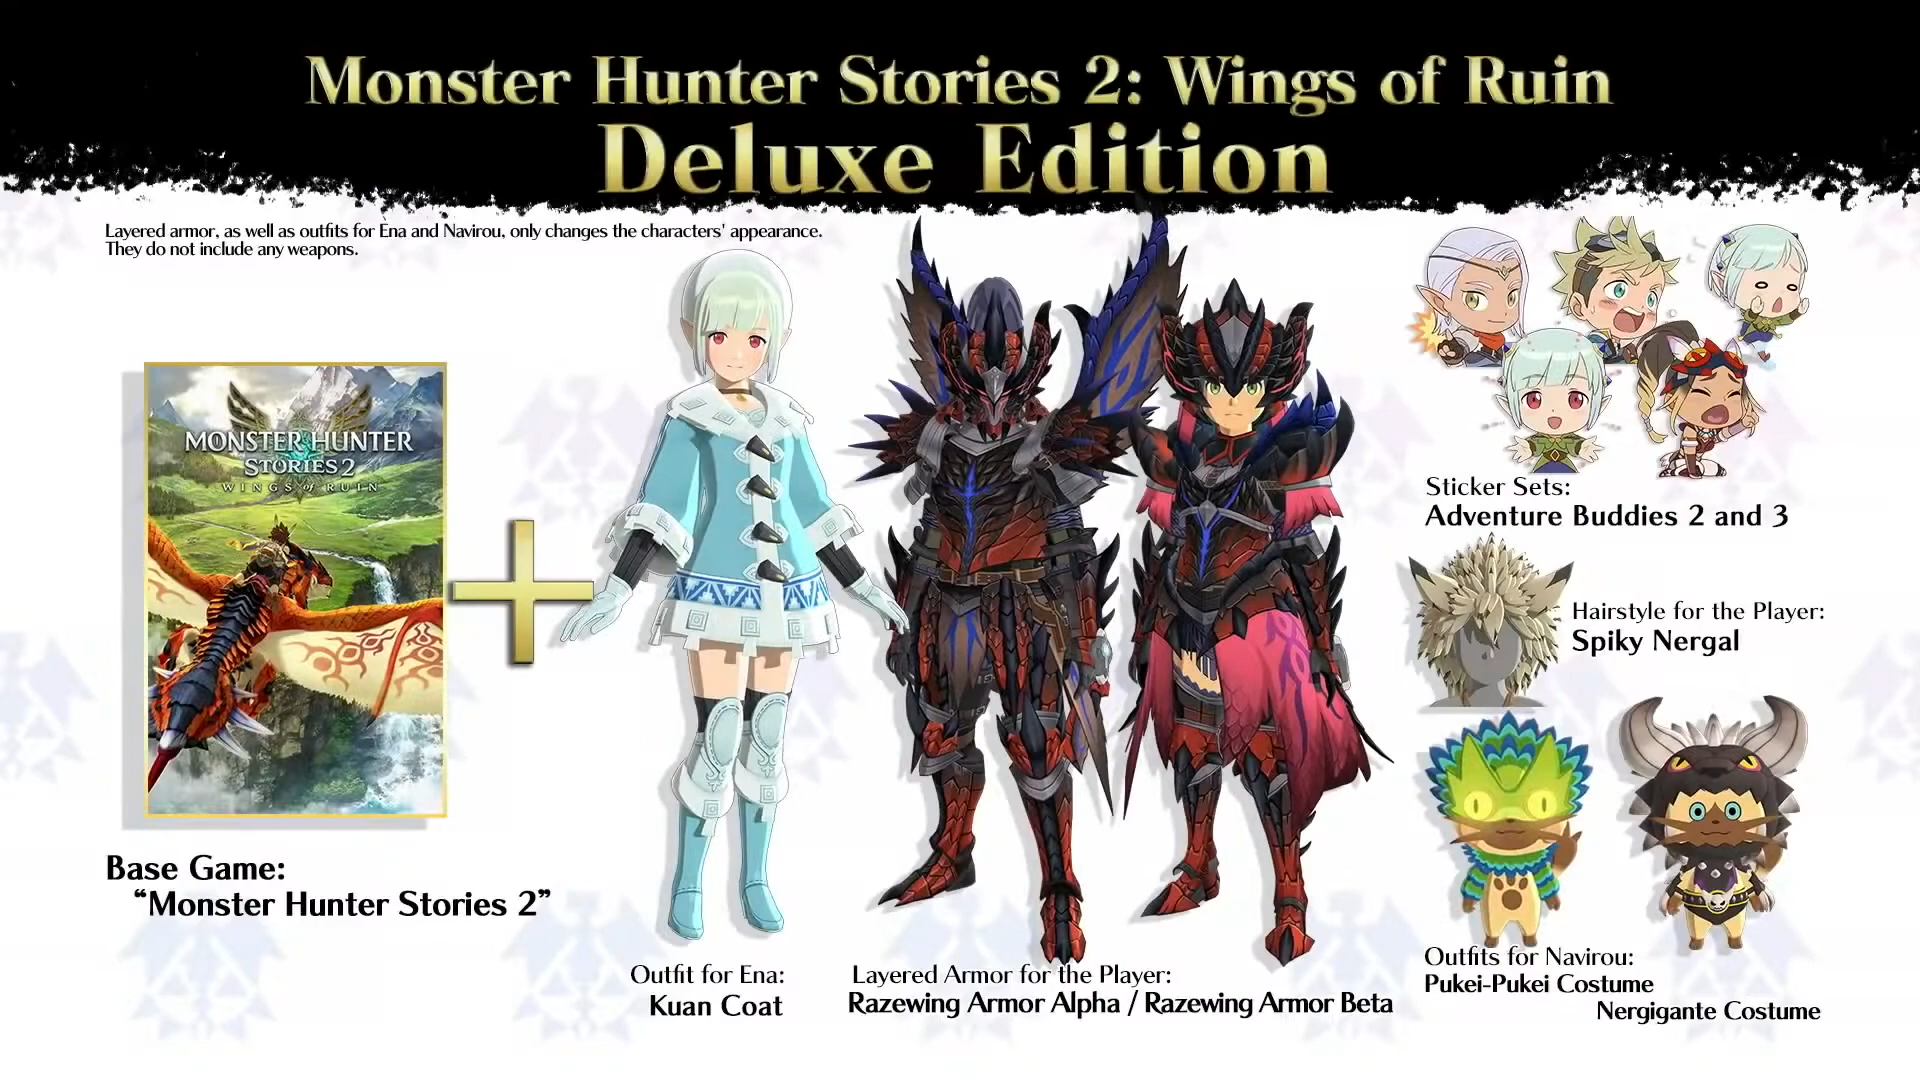 Monster Hunter Stories 2: Wings of Ruin
Deluxe Edition
Layered armor, as well as outfits for Ena and Navirou, only changes the characters' appearance.
They do not include any weapons.
MONSTER HUNTER
STORIES 2
WINGS of RUIN
Base Game:
“Monster Hunter Stories 2”
Outfit for Ena:
Kuan Coat
Layered Armor for the Player:
Razewing Armor Alpha / Razewing Armor Beta
Sticker Sets:
Adventure Buddies 2 and 3
Hairstyle for the Player:
Spiky Nergal
Outfits for Navirou:
Pukei-Pukei Costume
Nergigante Costume